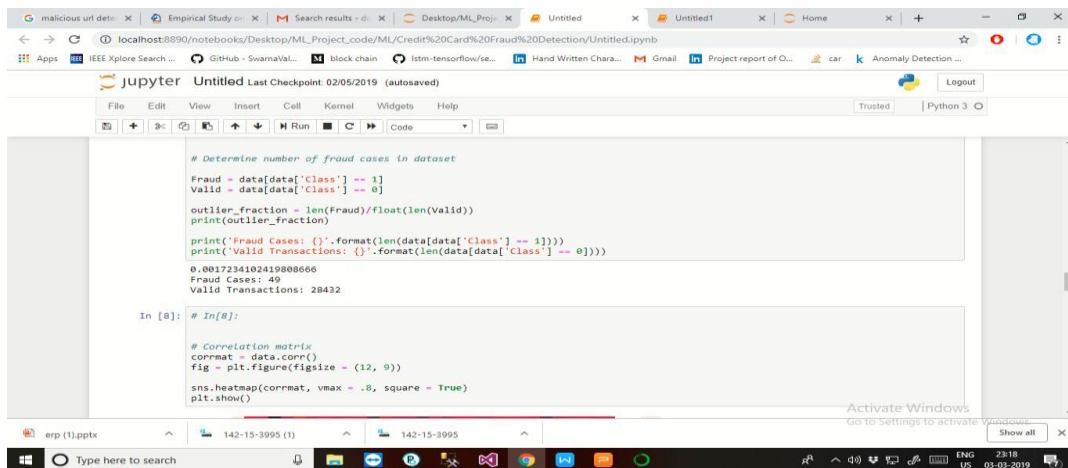 malicious url detec
Empirical Study on
Search results - da
Desktop/ML_Proje
Untitled
Untitled1
Home
localhost:8890/notebooks/Desktop/ML_Project_code/ML/Credit%20Card%20Fraud%20Detection/Untitled.ipynb
Apps IEEE Xplore Search ... GitHub - SwarnaVal... block chain lstm-tensorflow/se... Hand Written Chara... Gmail Project report of O... car Anomaly Detection ...
jupyter Untitled Last Checkpoint: 02/05/2019 (autosaved) Logout
File Edit View Insert Cell Kernel Widgets Help Trusted Python 3
Run Code
# Determine number of fraud cases in dataset
Fraud = data[data['Class'] == 1]
Valid = data[data['Class'] == 0]
outlier_fraction = len(Fraud)/float(len(Valid))
print(outlier_fraction)
print('Fraud Cases: {}'.format(len(data[data['Class'] == 1])))
print('Valid Transactions: {}'.format(len(data[data['Class'] == 0])))
0.0017234102419808666
Fraud Cases: 49
Valid Transactions: 28432
In [8]: # In[8]:
# Correlation matrix
corrmat = data.corr()
fig = plt.figure(figsize = (12, 9))
sns.heatmap(corrmat, vmax = .8, square = True)
plt.show()
Activate Windows
Go to Settings to activate Windows.
erp (1).pptx 142-15-3995 (1) 142-15-3995 Show all
Type here to search ENG 23:18
US 03-03-2019